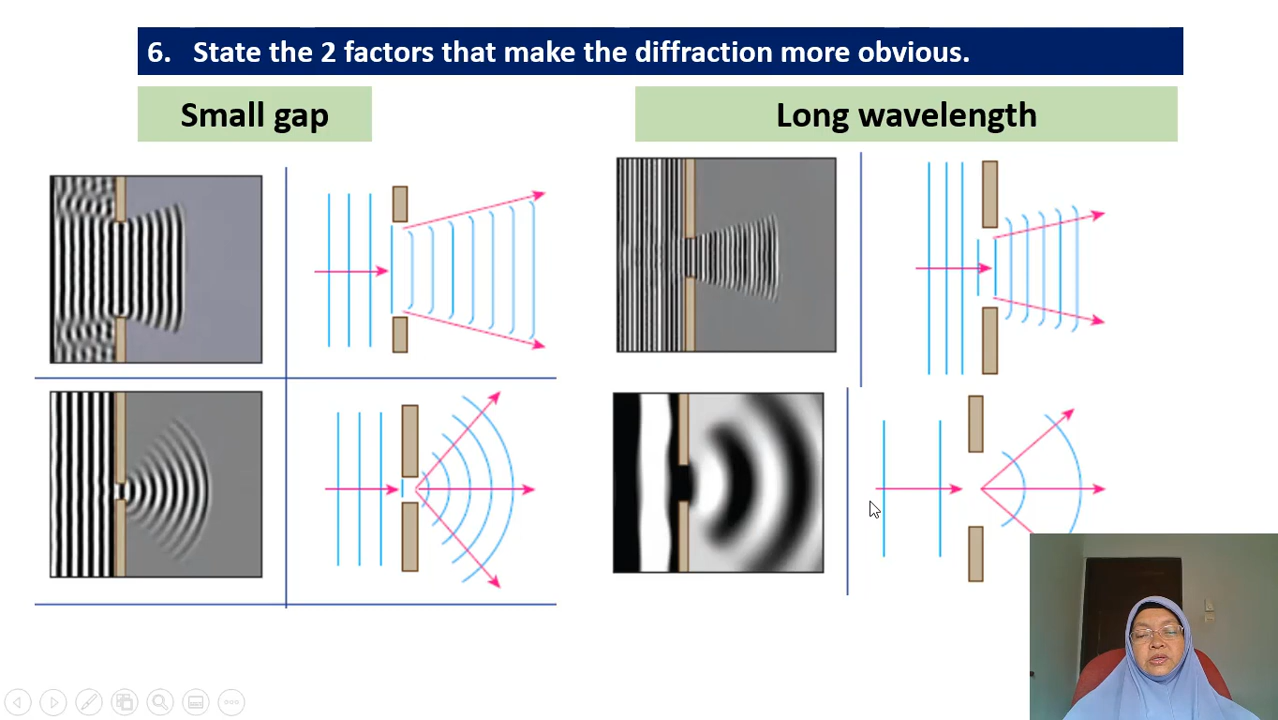 6. State the 2 factors that make the diffraction more obvious.
Small gap
Long wavelength